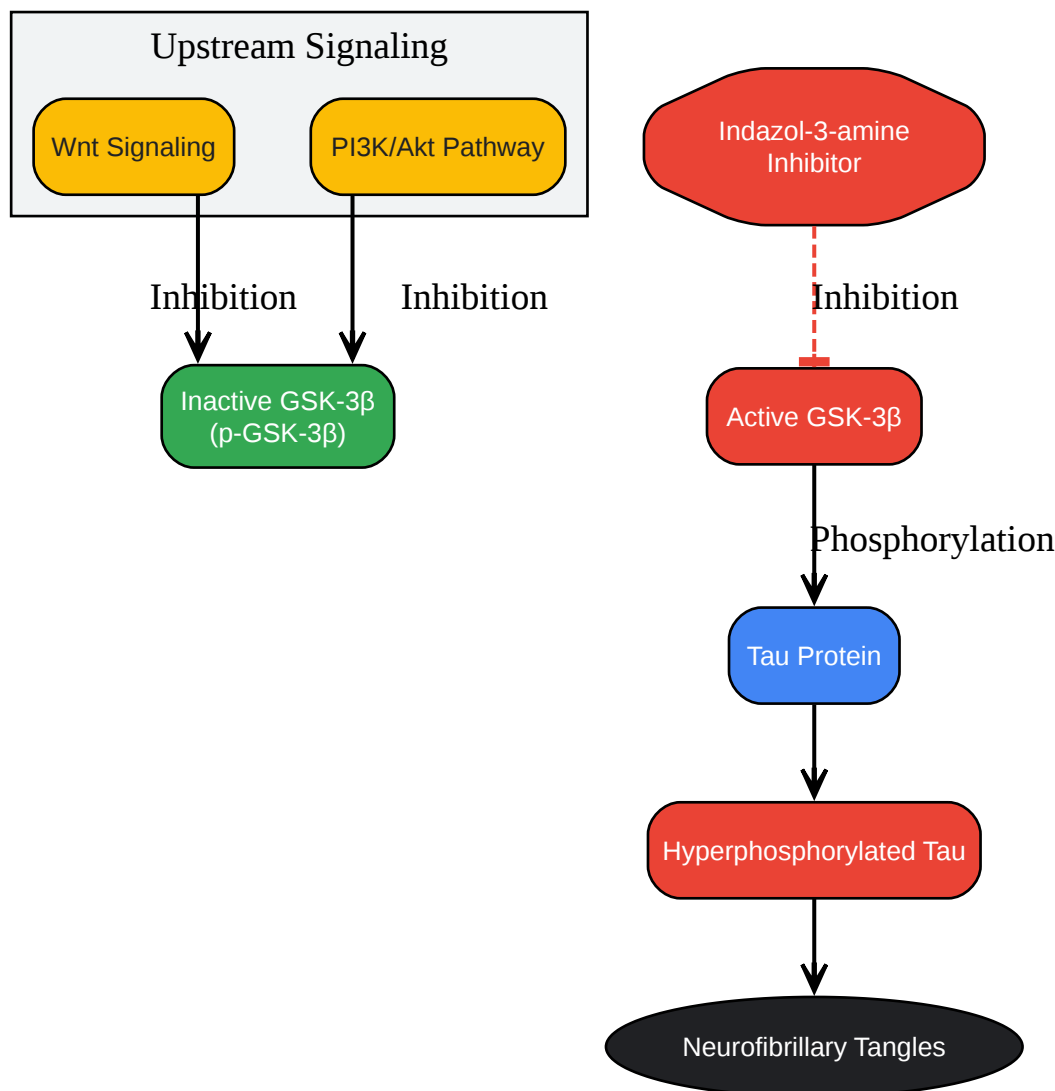 Upstream Signaling
Wnt Signaling
PI3K/Akt Pathway
Indazol-3-amine
Inhibitor
Inhibition
Inhibition
Inhibition
Inactive GSK-3β
(p-GSK-3β)
Active GSK-3β
Phosphorylation
Tau Protein
Hyperphosphorylated Tau
Neurofibrillary Tangles